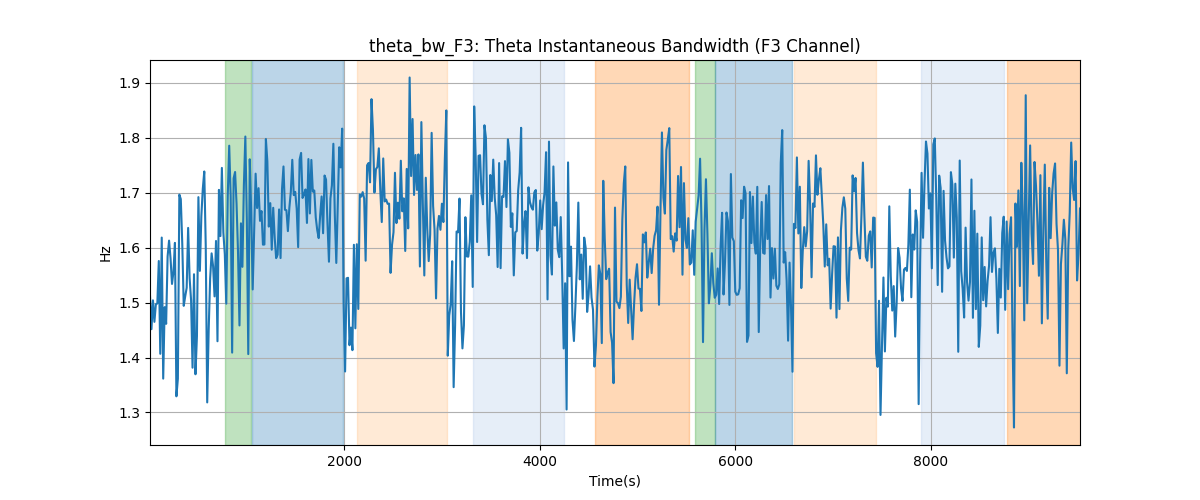 theta_bw_F3: Theta Instantaneous Bandwidth (F3 Channel)
1.9
1.8
1.7
1.6
1.5
1.4
1.3
Hz
2000 4000 6000 8000
Time(s)